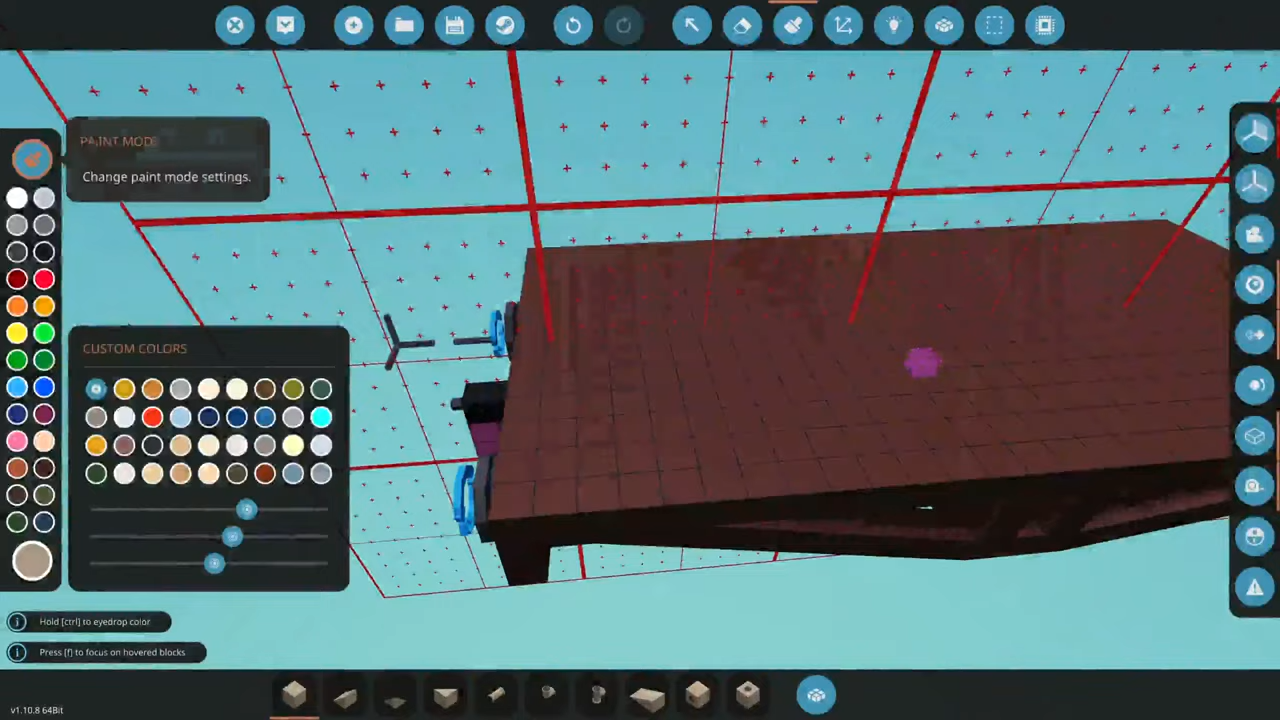 PAINT MODE
Change paint mode settings.
CUSTOM COLORS
Hold [ctrl] to eyedrop color
Press [f] to focus on hovered blocks
v1.10.8 64Bit